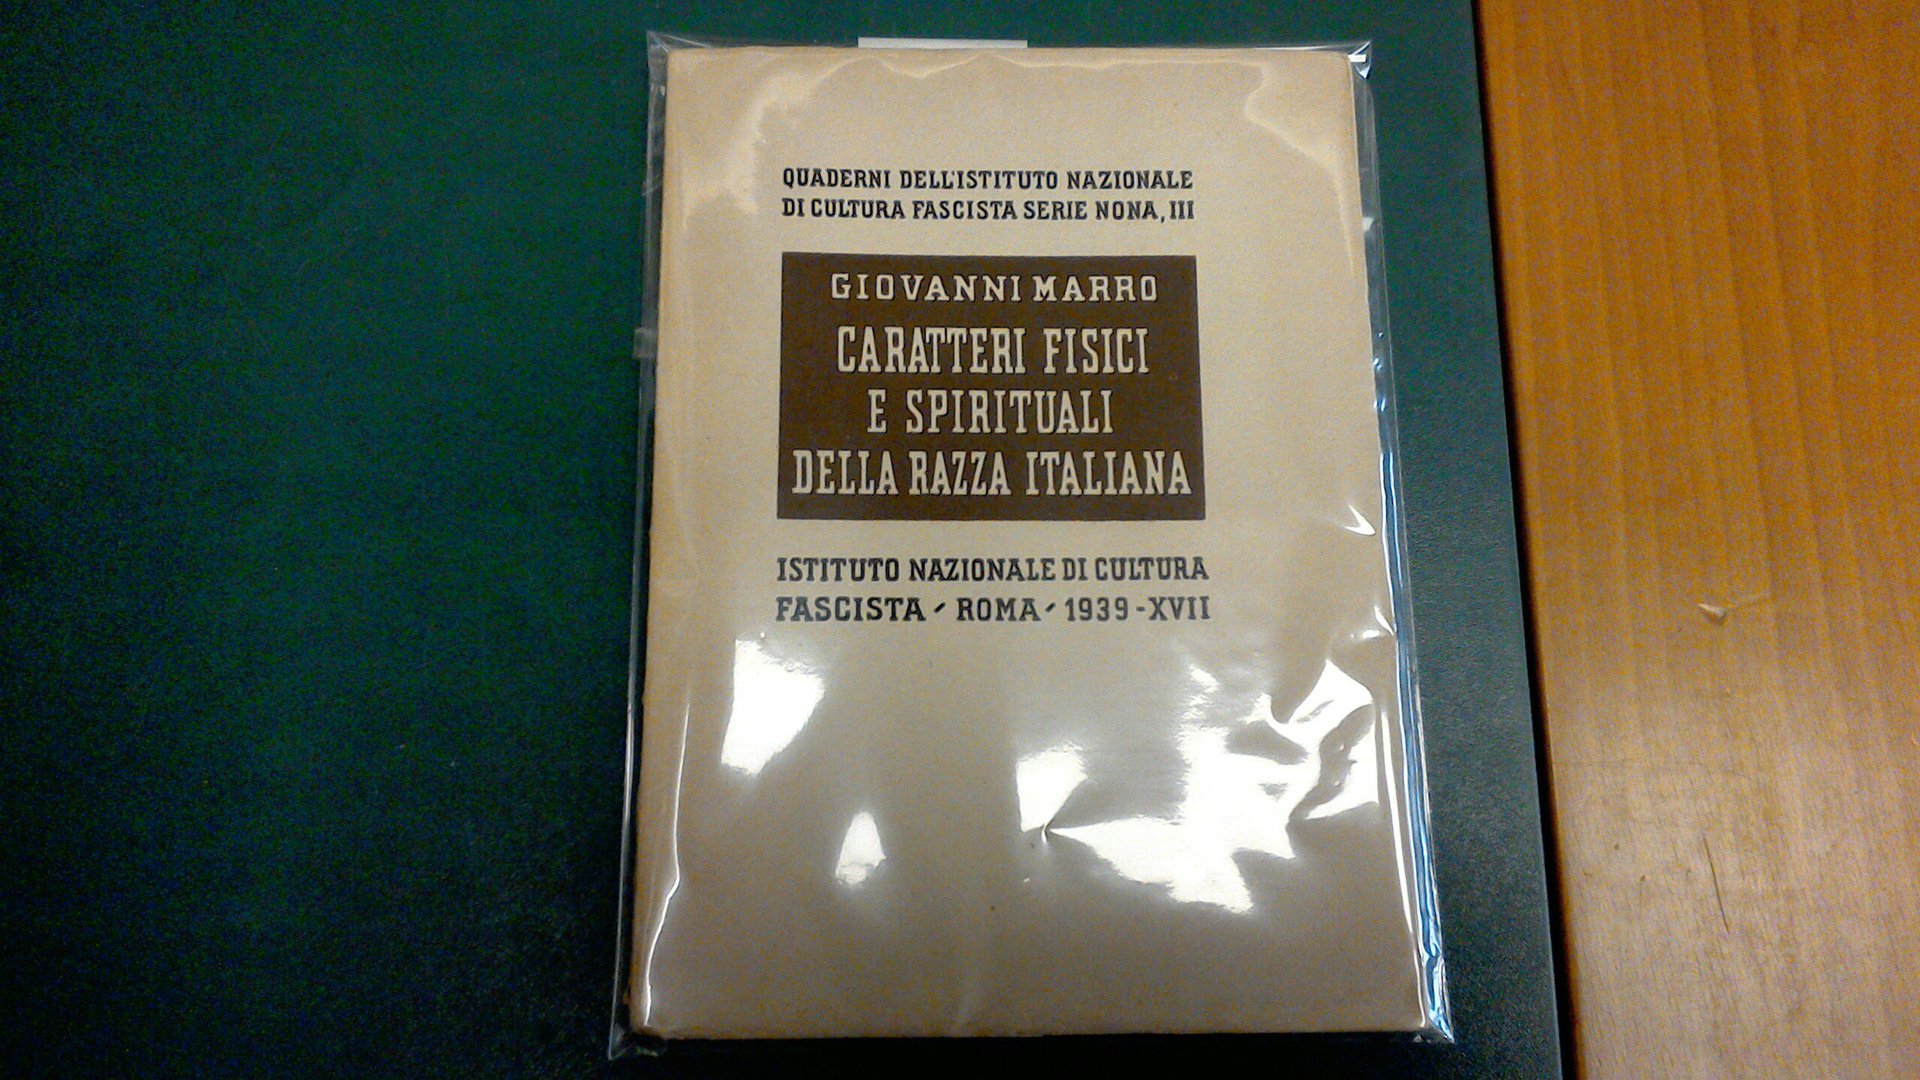 QUADERNI DELL'ISTITUTO NAZIONALE
DI CULTURA FASCISTA SERIE NONA, III
GIOVANNI MARRO
CARATTERI FISICI
E SPIRITUALI
DELLA RAZZA ITALIANA
ISTITUTO NAZIONALE DI CULTURA
FASCISTA - ROMA - 1939 - XVII